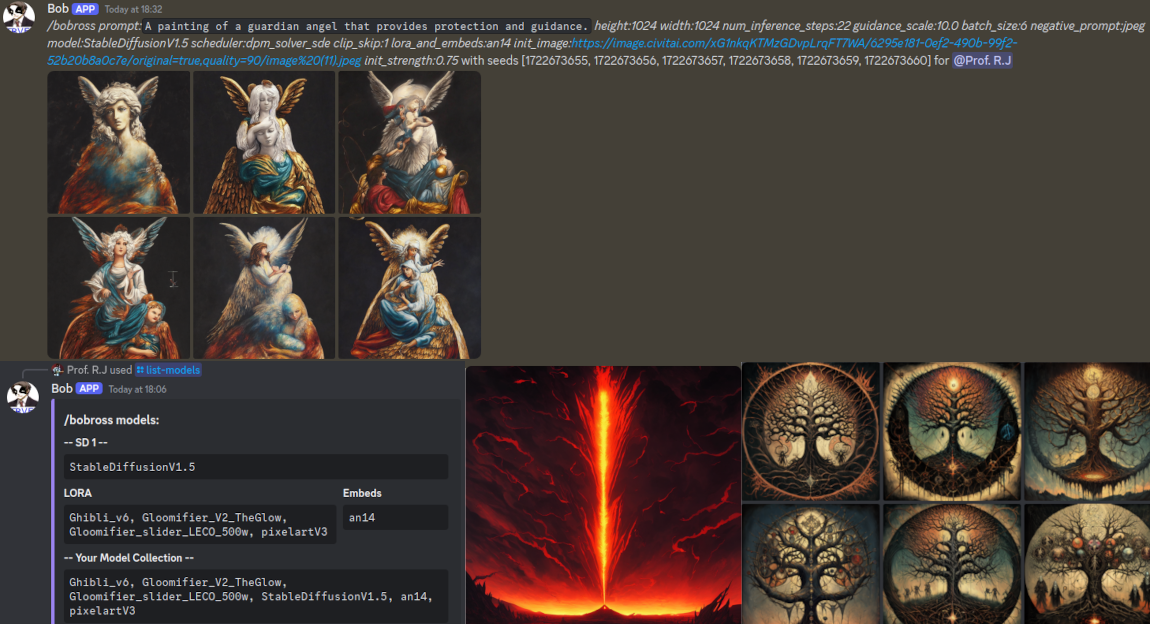 Bob APP Today at 18:32
/bobross prompt: A painting of a guardian angel that provides protection and guidance. height:1024 width:1024 num_inference_steps:22 guidance_scale:10.0 batch_size:6 negative_prompt:jpeg
model:StableDiffusionV1.5 scheduler:dpm_solver_sde clip_skip:1 lora_and_embeds:an14 init_image:https://image.civitai.com/xG1nkqKTMzGDvpLrqFT7WA/6295e181-0ef2-490b-99f2-
52b20b8a0c7e/original=true,quality=90/image%20(11).jpeg init_strength:0.75 with seeds [1722673655, 1722673656, 1722673657, 1722673658, 1722673659, 1722673660] for @Prof. R.J
Prof. R.J used list-models
Bob APP Today at 18:06
/bobross models:
-- SD 1 --
StableDiffusionV1.5
LORA Embeds
Ghibli_v6, Gloomifier_V2_TheGlow, an14
Gloomifier_slider_LECO_500w, pixelartV3
-- Your Model Collection --
Ghibli_v6, Gloomifier_V2_TheGlow,
Gloomifier_slider_LECO_500w, StableDiffusionV1.5, an14,
pixelartV3